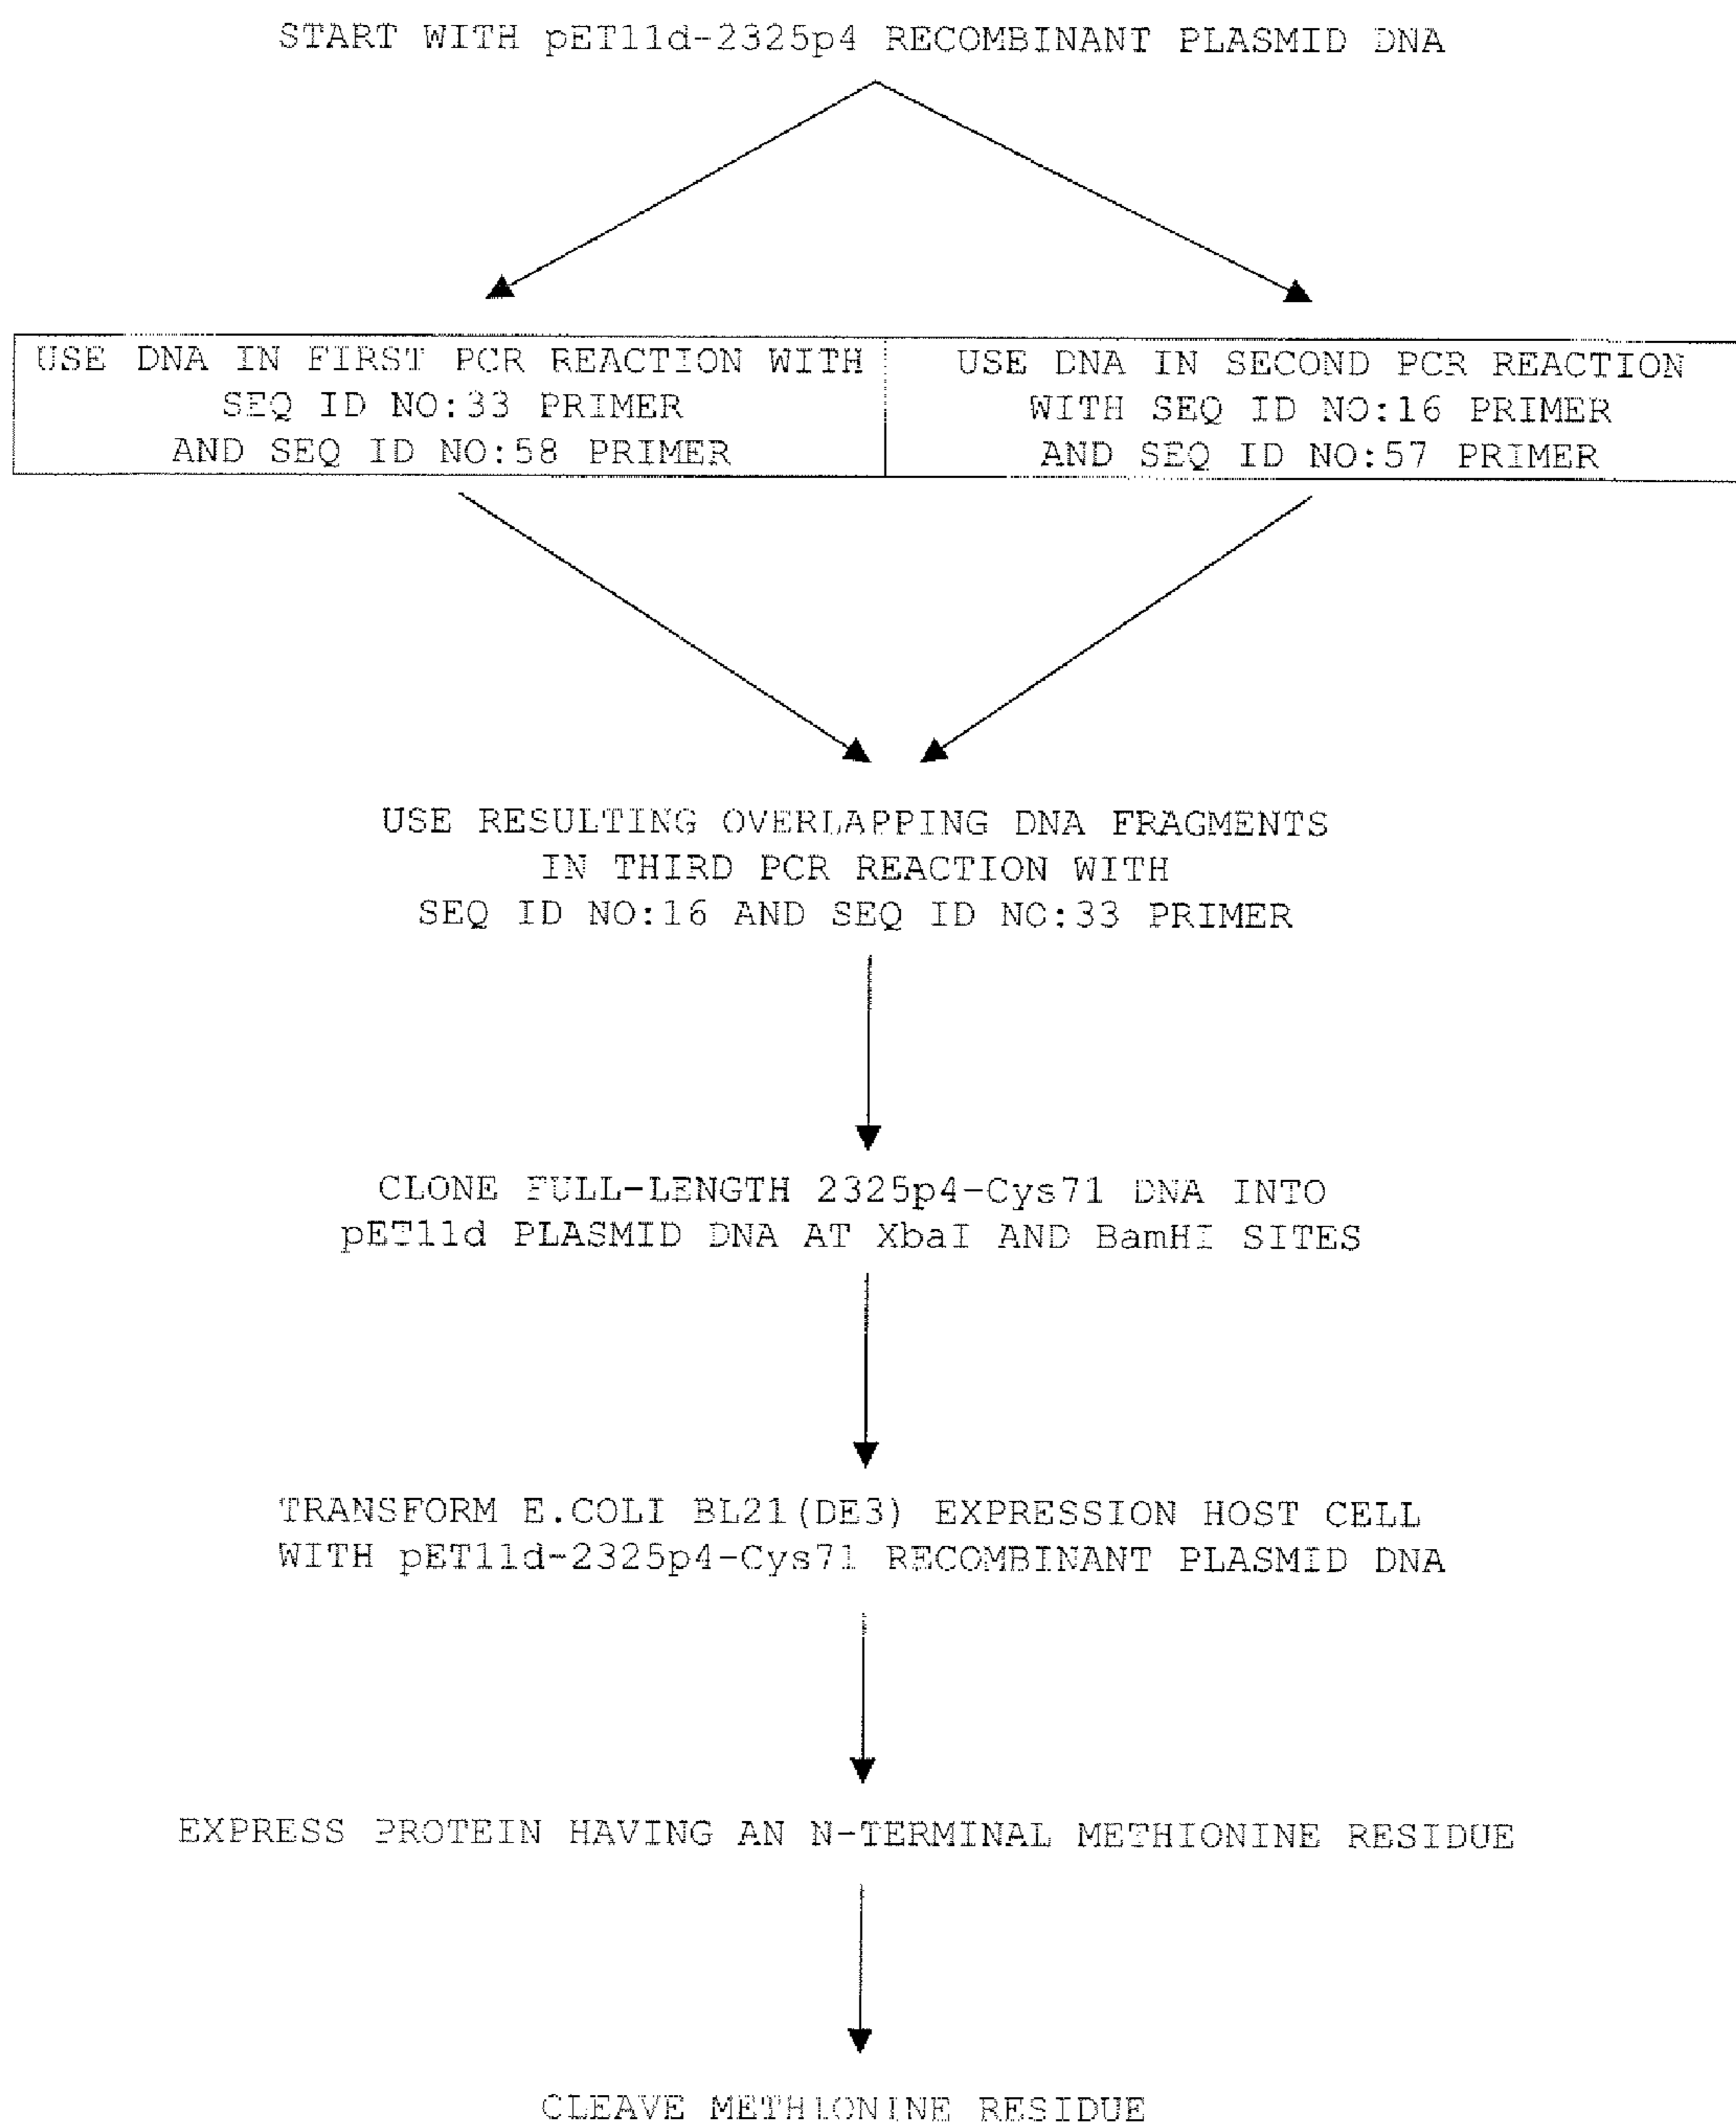 START WITH pET11d-2325p4 RECOMBINANT PLASMID DNA
USE DNA IN FIRST PCR REACTION WITH
SEQ ID NO:33 PRIMER
AND SEQ ID NO:58 PRIMER
USE DNA IN SECOND PCR REACTION
WITH SEQ ID NO:16 PRIMER
AND SEQ ID NO:57 PRIMER
USE RESULTING OVERLAPPING DNA FRAGMENTS
IN THIRD PCR REACTION WITH
SEQ ID NO:16 AND SEQ ID NO:33 PRIMER
CLONE FULL-LENGTH 2325p4-Cys71 DNA INTO
pET11d PLASMID DNA AT XbaI AND BamHI SITES
TRANSFORM E.COLI BL21(DE3) EXPRESSION HOST CELL
WITH pET11d-2325p4-Cys71 RECOMBINANT PLASMID DNA
EXPRESS PROTEIN HAVING AN N-TERMINAL METHIONINE RESIDUE
CLEAVE METHIONINE RESIDUE